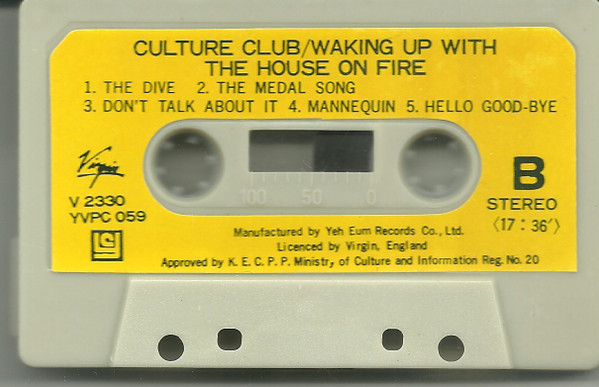 CULTURE CLUB/WAKING UP WITH
THE HOUSE ON FIRE
1. THE DIVE 2. THE MEDAL SONG
3. DON'T TALK ABOUT IT 4. MANNEQUIN 5. HELLO GOOD-BYE
Virgin
V 2330
YVPC 059
100 50 0
B
STEREO
〈17 : 36'〉
Manufactured by Yeh Eum Records Co., Ltd.
Licenced by Virgin, England
Approved by K. E. C. P. P. Ministry, of Culture and Information Reg. No. 20